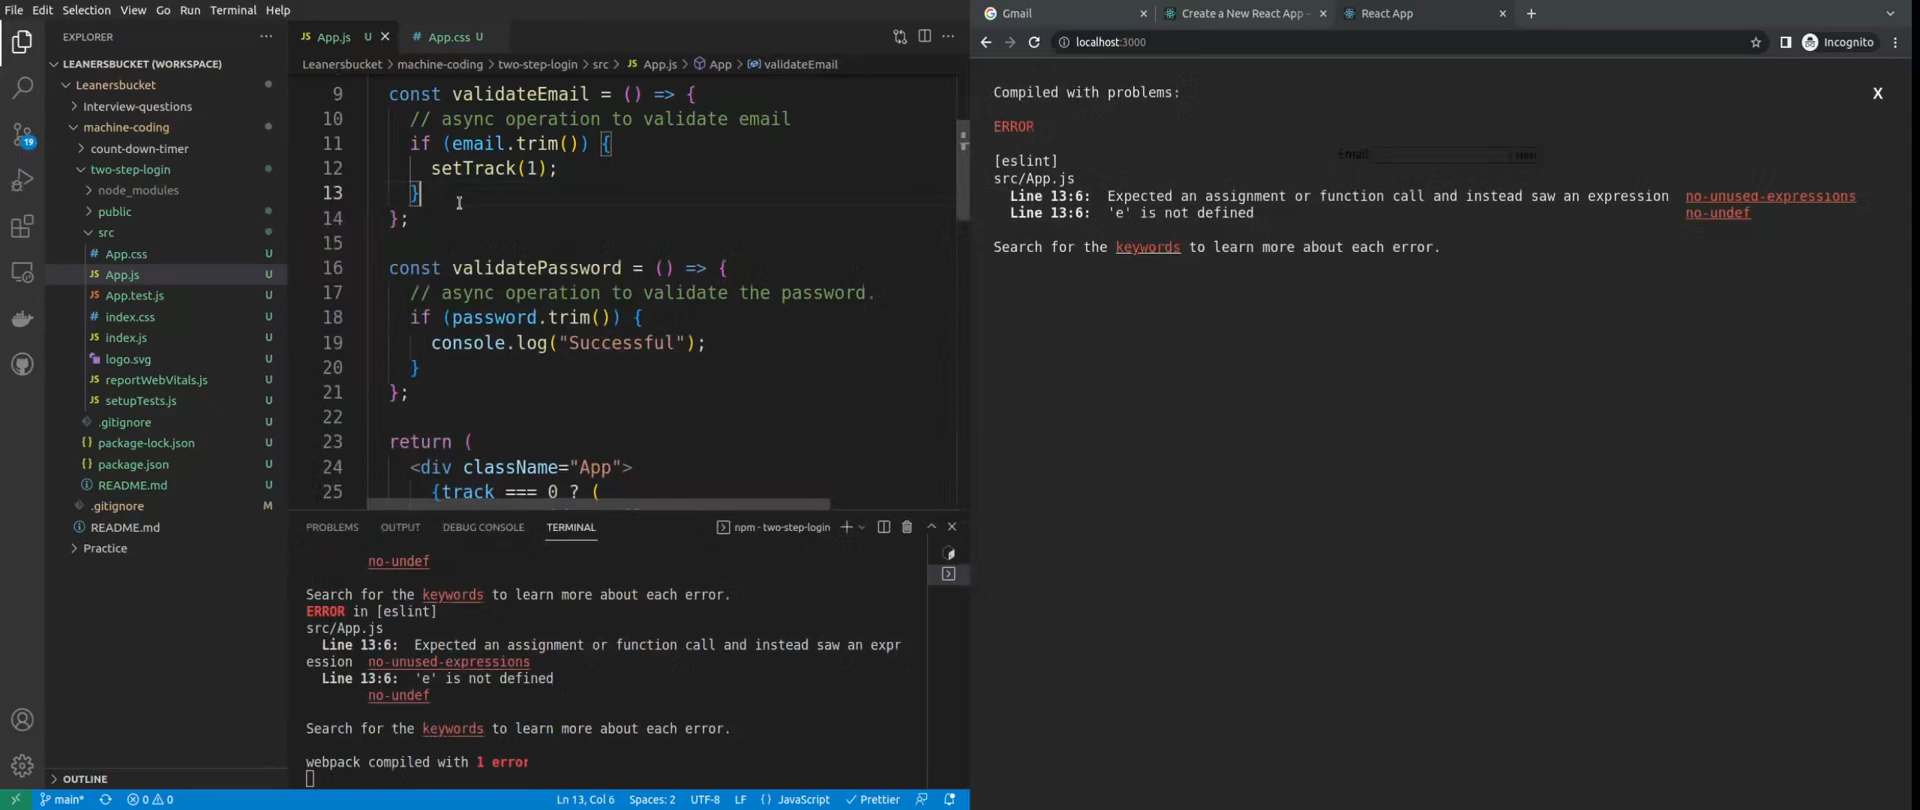 File Edit Selection View Go Run Terminal Help
EXPLORER
LEANERSBUCKET (WORKSPACE)
Leanersbucket
Interview-questions
machine-coding
count-down-timer
two-step-login
node_modules
public
src
# App.css U
JS App.js U
JS App.test.js U
# index.css U
JS index.js U
logo.svg U
JS reportWebVitals.js U
JS setupTests.js U
.gitignore U
{} package-lock.json U
{} package.json U
README.md U
.gitignore M
README.md
Practice
OUTLINE
19
JS App.js U
# App.css U
Leanersbucket > machine-coding > two-step-login > src > JS App.js > App > validateEmail
9 const validateEmail = () => {
10 // async operation to validate email
11 if (email.trim()) {
12 setTrack(1);
13 }
14 };
15
16 const validatePassword = () => {
17 // async operation to validate the password.
18 if (password.trim()) {
19 console.log("Successful");
20 }
21 };
22
23 return (
24 <div className="App">
25 {track === 0 ? (
PROBLEMS OUTPUT DEBUG CONSOLE TERMINAL
npm - two-step-login
no-undef
Search for the keywords to learn more about each error.
ERROR in [eslint]
src/App.js
Line 13:6: Expected an assignment or function call and instead saw an expr
ession no-unused-expressions
Line 13:6: 'e' is not defined
no-undef
Search for the keywords to learn more about each error.
webpack compiled with 1 error
main* 0 0
Ln 13, Col 6 Spaces: 2 UTF-8 LF {} JavaScript Prettier
Gmail
Create a New React App -
React App
localhost:3000
Incognito
Compiled with problems:
X
ERROR
Email
[eslint]
src/App.js
Line 13:6: Expected an assignment or function call and instead saw an expression no-unused-expressions
Line 13:6: 'e' is not defined no-undef
Search for the keywords to learn more about each error.